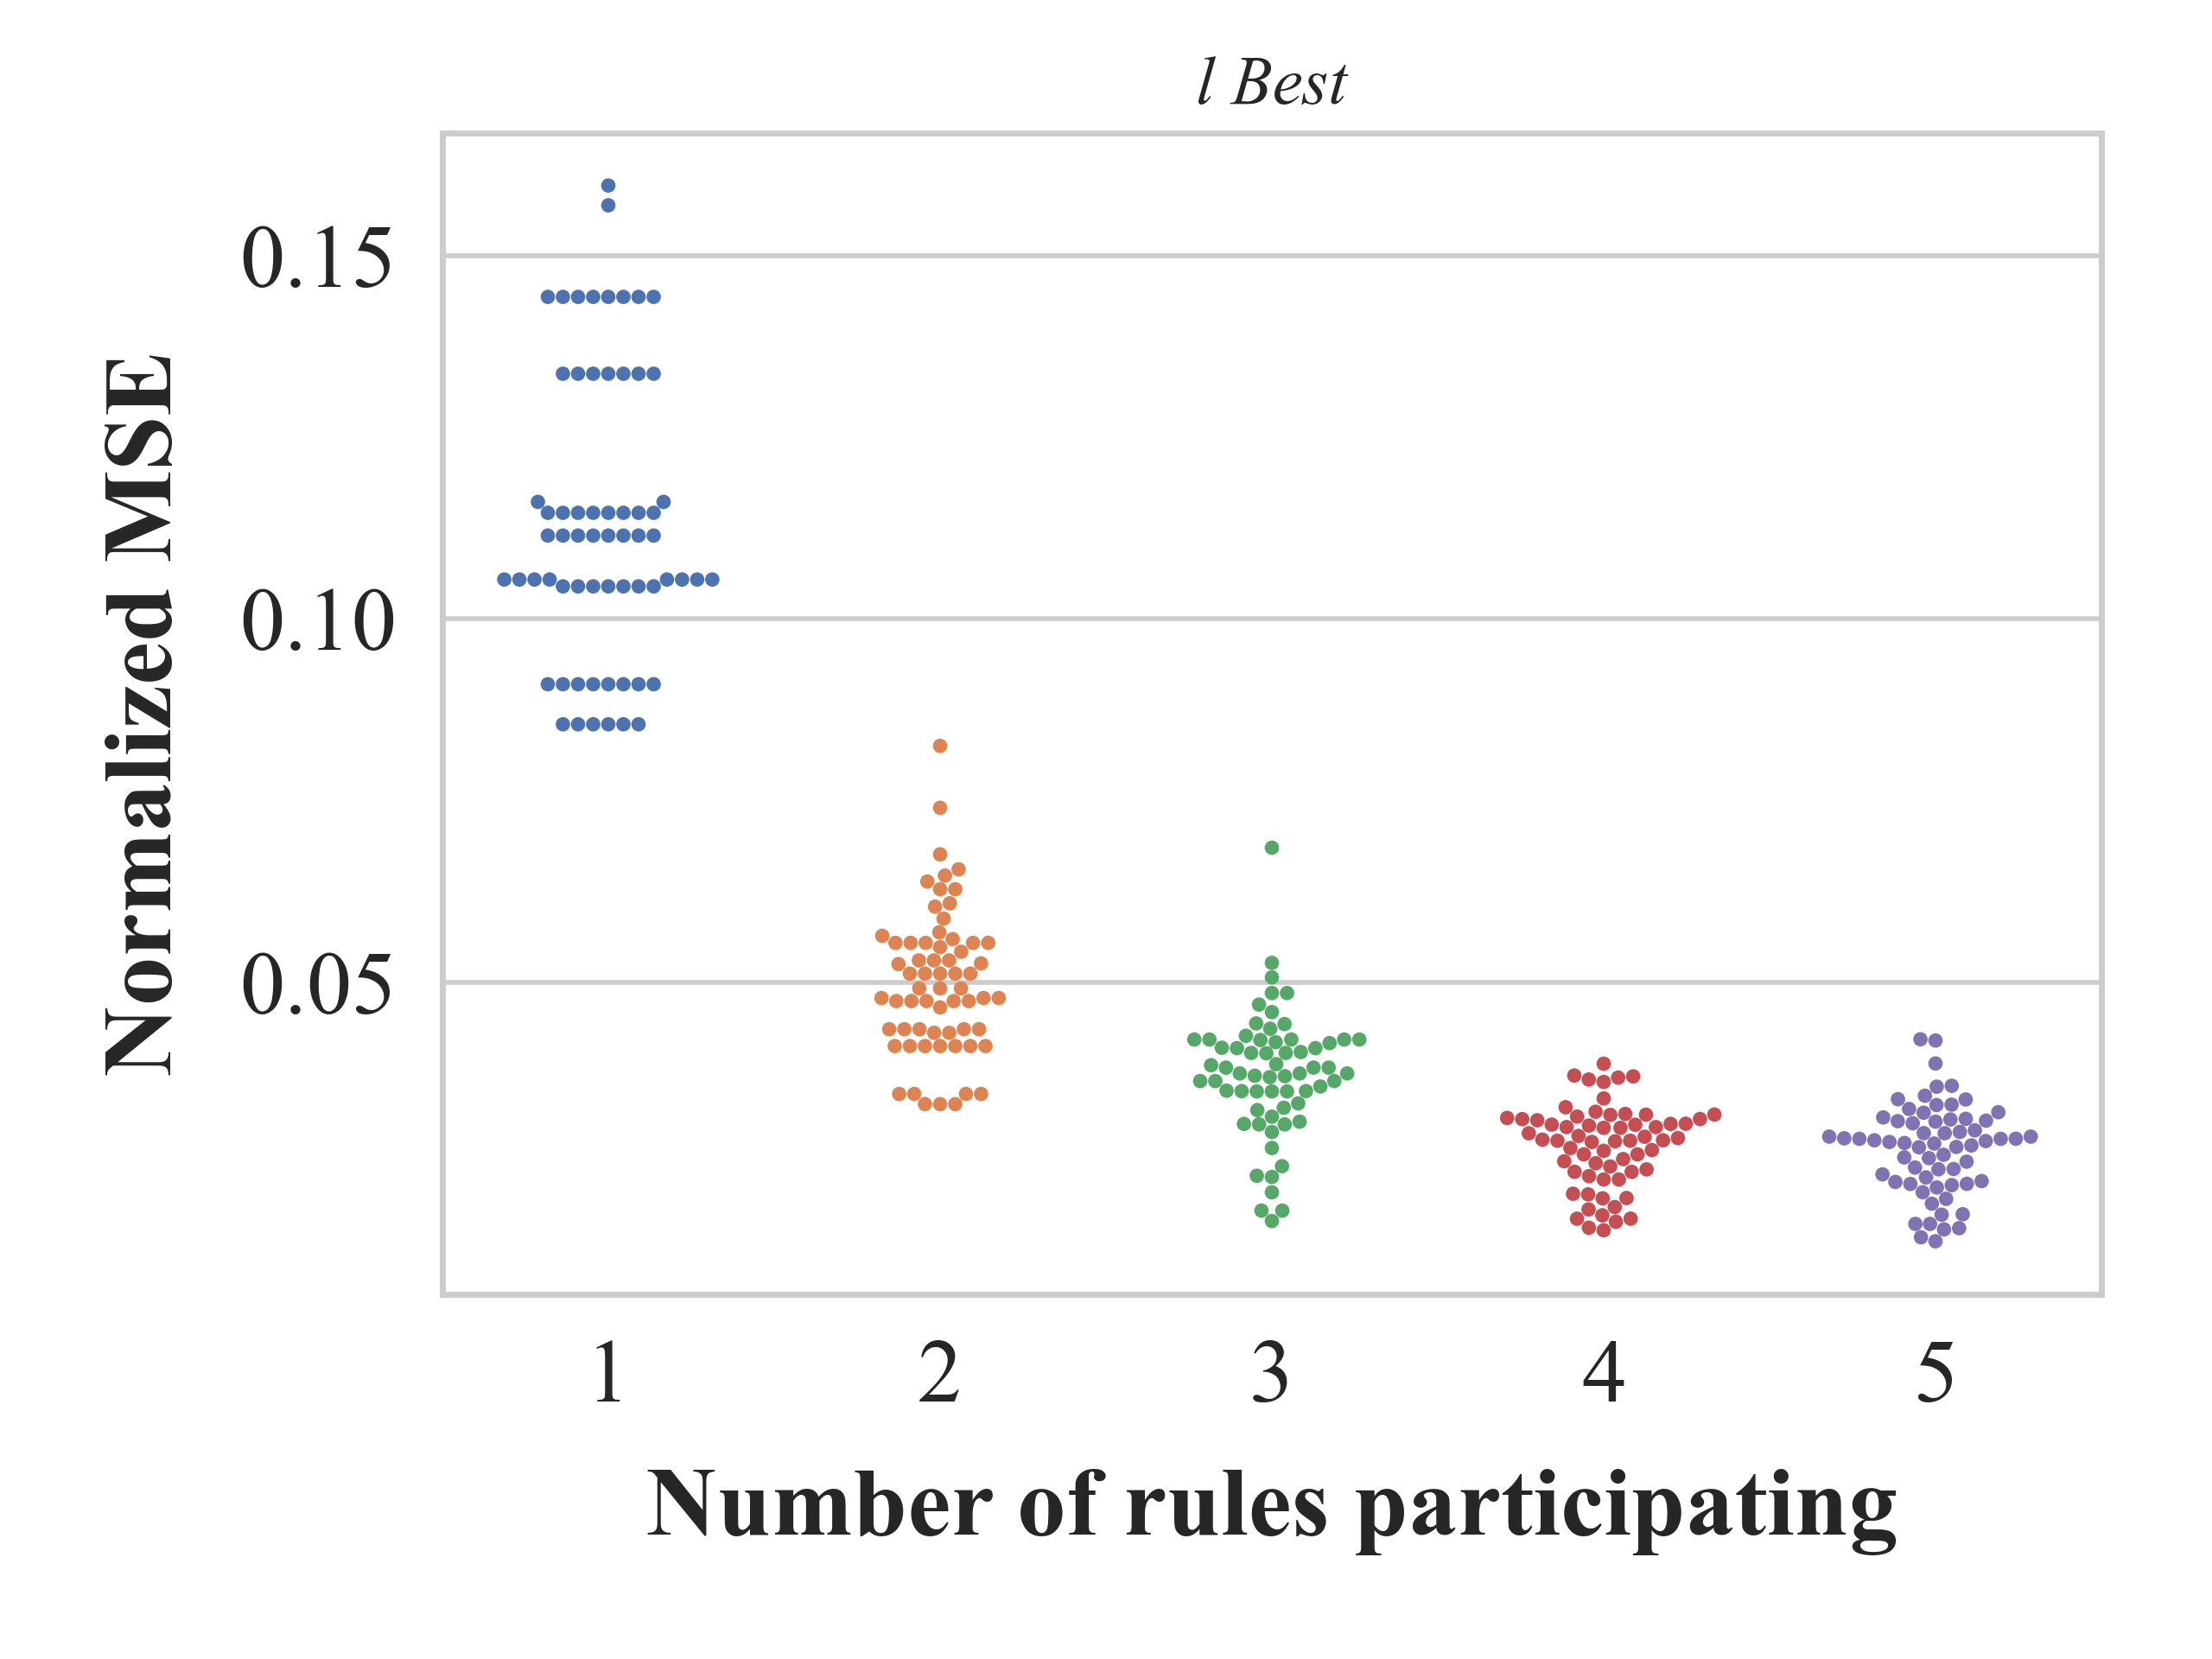 l Best
Normalized MSE
0.15
0.10
0.05
1 2 3 4 5
Number of rules participating